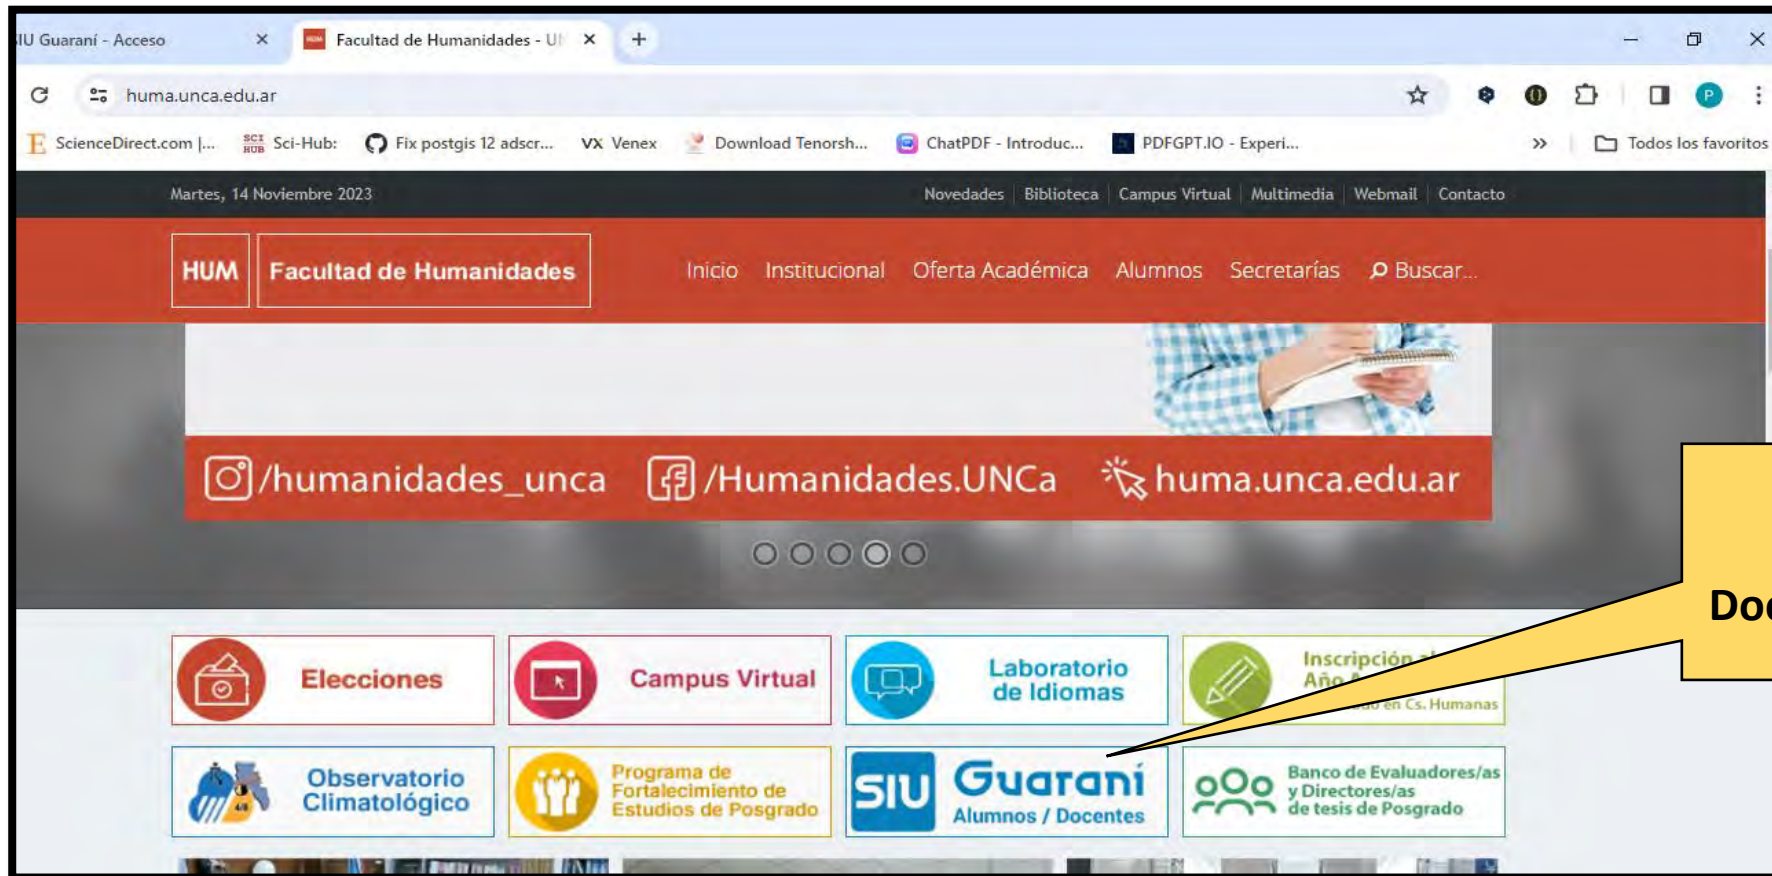 IU Guaraní - Acceso
Facultad de Humanidades - U
huma.unca.edu.ar
ScienceDirect.com |...
SCI HUB Sci-Hub:
Fix postgis 12 adscr...
VX Venex
Download Tenorsh...
ChatPDF - Introduc...
PDFGPT.IO - Experi...
Todos los favoritos
Martes, 14 Noviembre 2023
Novedades | Biblioteca | Campus Virtual | Multimedia | Webmail | Contacto
HUM Facultad de Humanidades
Inicio Institucional Oferta Académica Alumnos Secretarías Buscar...
/humanidades_unca /Humanidades.UNCa huma.unca.edu.ar
Elecciones
Campus Virtual
Laboratorio
de Idiomas
Inscripción
Año
en Cs. Humanas
Observatorio
Climatológico
Programa de
Fortalecimiento de
Estudios de Posgrado
SIU Guaraní
Alumnos / Docentes
Banco de Evaluadores/as
y Directores/as
de tesis de Posgrado